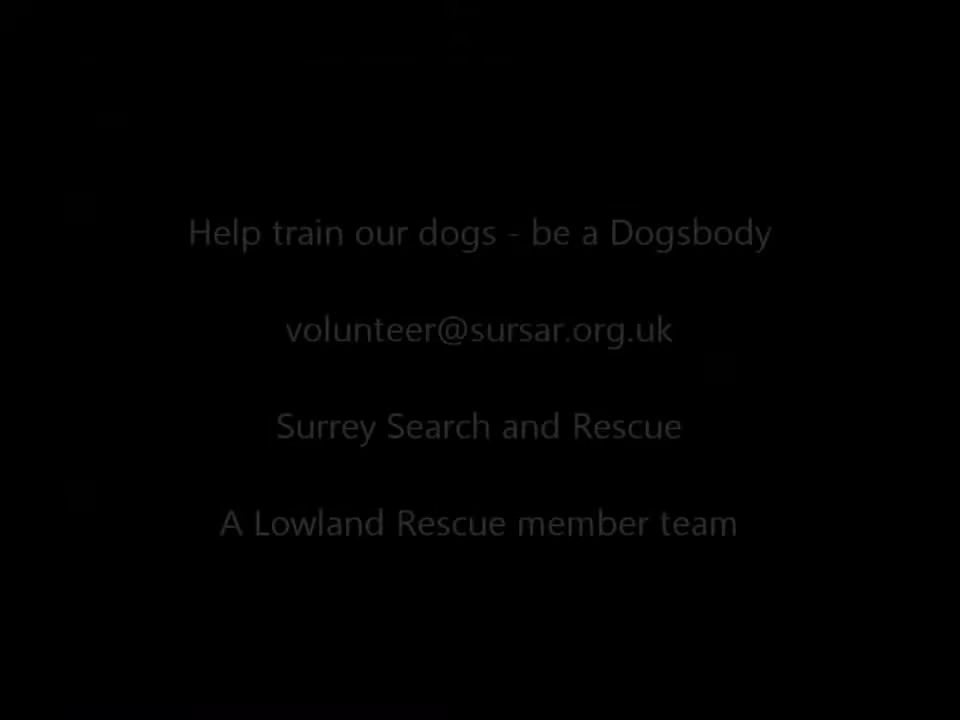 Help train our dogs - be a Dogsbody
volunteer@sursar.org.uk
Surrey Search and Rescue
A Lowland Rescue member team